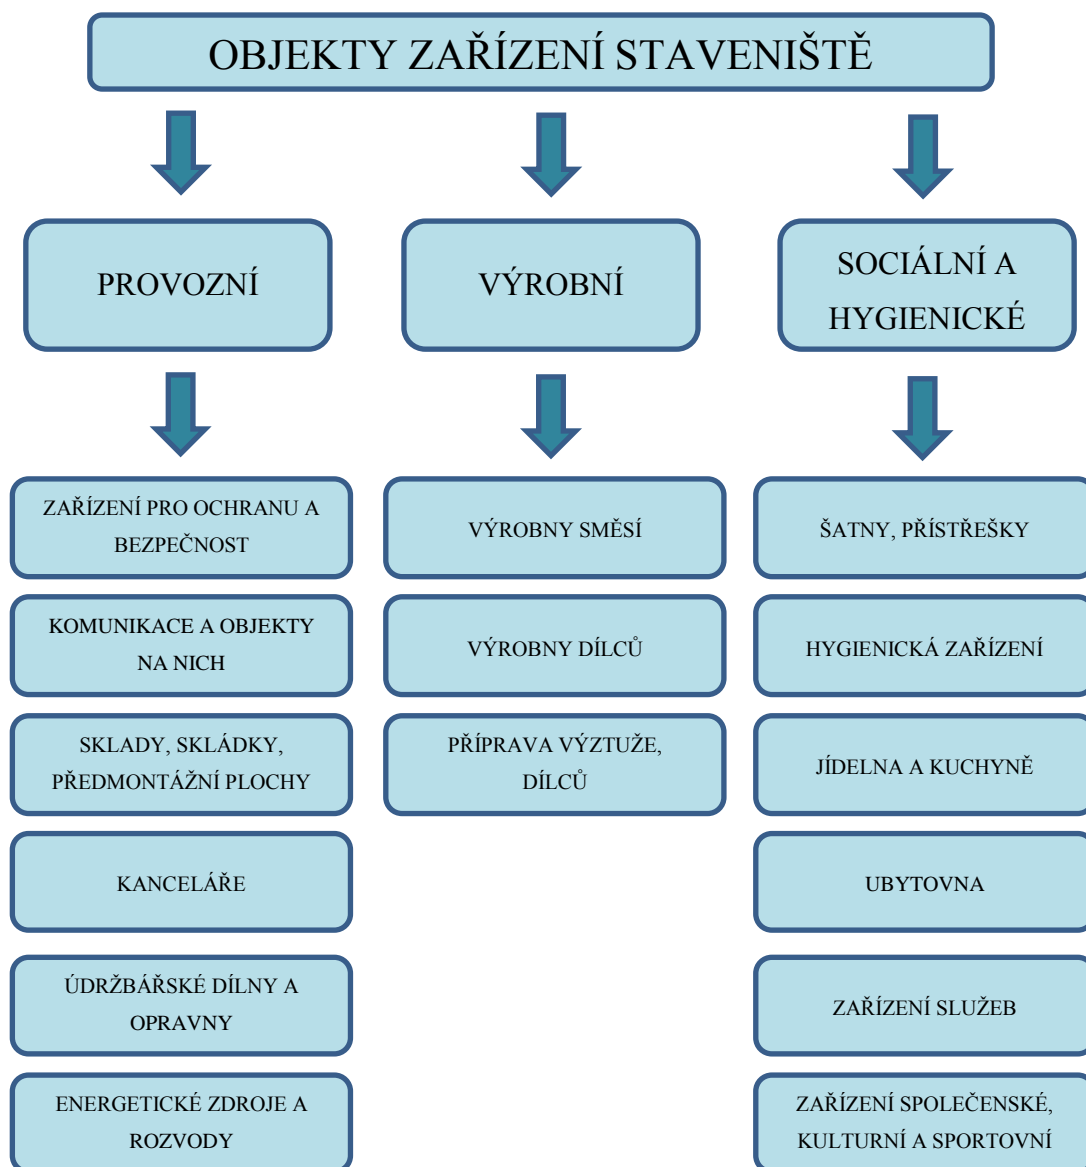 OBJEKTY ZAŘÍZENÍ STAVENIŠTĚ
PROVOZNÍ
VÝROBNÍ
SOCIÁLNÍ A
HYGIENICKÉ
ZAŘÍZENÍ PRO OCHRANU A
BEZPEČNOST
KOMUNIKACE A OBJEKTY
NA NICH
SKLADY, SKLÁDKY,
PŘEDMONTÁŽNÍ PLOCHY
KANCELÁŘE
ÚDRŽBÁŘSKÉ DÍLNY A
OPRAVNY
ENERGETICKÉ ZDROJE A
ROZVODY
VÝROBNY SMĚSÍ
VÝROBNY DÍLCŮ
PŘÍPRAVA VÝZTUŽE,
DÍLCŮ
ŠATNY, PŘÍSTŘEŠKY
HYGIENICKÁ ZAŘÍZENÍ
JÍDELNA A KUCHYNĚ
UBYTOVNA
ZAŘÍZENÍ SLUŽEB
ZAŘÍZENÍ SPOLEČENSKÉ,
KULTURNÍ A SPORTOVNÍ